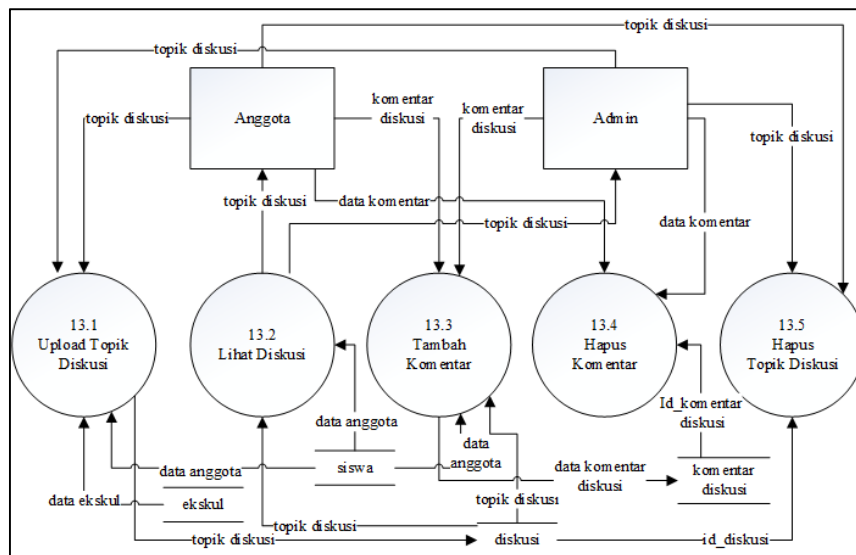 topik diskusi
topik diskusi
Anggota
Admin
komentar
diskusi
komentar
diskusi
topik diskusi
topik diskusi
topik diskusi
data komentar
topik diskusi
data komentar
13.1
Upload Topik
Diskusi
13.2
Lihat Diskusi
13.3
Tambah
Komentar
13.4
Hapus
Komentar
13.5
Hapus
Topik Diskusi
Id_komentar
diskusi
data anggota
data
anggota
data anggota
siswa
data komentar
diskusi
komentar
diskusi
data ekskul
ekskul
topik diskusi
topik diskusi
topik diskusi
diskusi
id_diskusi